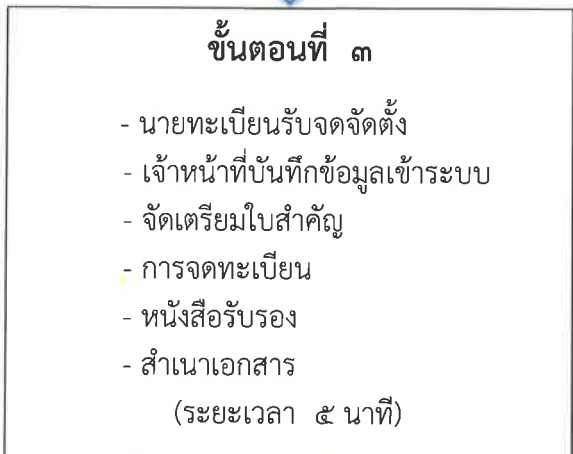 ขั้นตอนที่ ๓
- นายทะเบียนรับจดจัดตั้ง
- เจ้าหน้าที่บันทึกข้อมูลเข้าระบบ
- จัดเตรียมใบสำคัญ
- การจดทะเบียน
- หนังสือรับรอง
- สำเนาเอกสาร
(ระยะเวลา ๕ นาที)